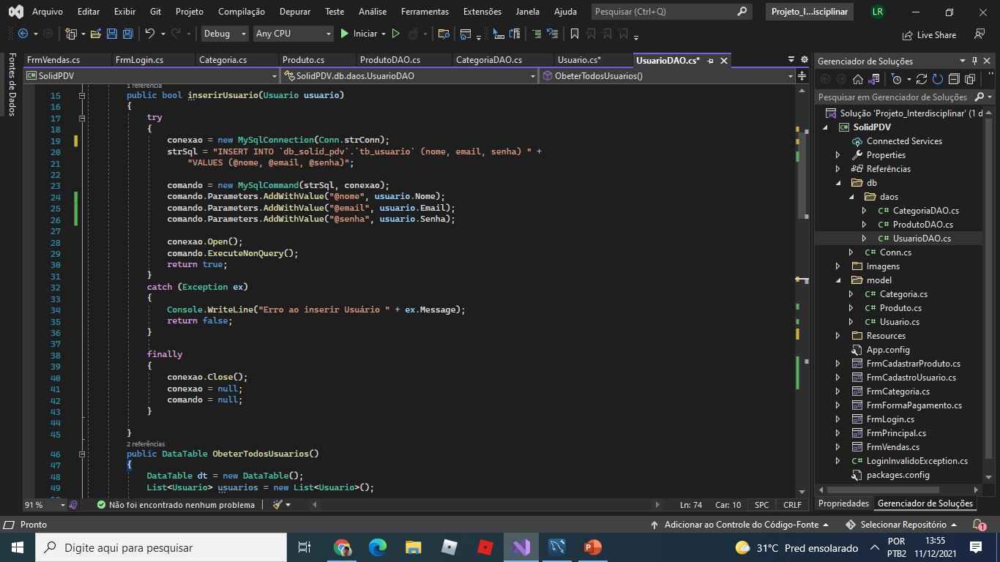 Arquivo Editar Exibir Git Projeto Compilação Depurar Teste Análise Ferramentas Extensões Janela Ajuda Pesquisar (Ctrl+Q) Projeto_I...isciplinar LR
Debug Any CPU Iniciar Live Share
Fontes de Dados
FrmVendas.cs FrmLogin.cs Categoria.cs Produto.cs ProdutoDAO.cs CategoriaDAO.cs Usuario.cs* UsuarioDAO.cs*
SolidPDV SolidPDV.db.daos.UsuarioDAO ObeterTodosUsuarios()
1 referência
15 public bool inserirUsuario(Usuario usuario)
16 {
17 try
18 {
19 conexao = new MySqlConnection(Conn.strConn);
20 strSql = "INSERT INTO `db_solid_pdv`.`tb_usuario` (nome, email, senha) " +
21 "VALUES (@nome, @email, @senha)";
22
23 comando = new MySqlCommand(strSql, conexao);
24 comando.Parameters.AddWithValue("@nome", usuario.Nome);
25 comando.Parameters.AddWithValue("@email", usuario.Email);
26 comando.Parameters.AddWithValue("@senha", usuario.Senha);
27
28 conexao.Open();
29 comando.ExecuteNonQuery();
30 return true;
31 }
32 catch (Exception ex)
33 {
34 Console.WriteLine("Erro ao inserir Usuário " + ex.Message);
35 return false;
36 }
37
38 finally
39 {
40 conexao.Close();
41 conexao = null;
42 comando = null;
43 }
44
45 }
2 referências
46 public DataTable ObeterTodosUsuarios()
47 {
48 DataTable dt = new DataTable();
49 List<Usuario> usuarios = new List<Usuario>();
91 % Não foi encontrado nenhum problema Ln: 74 Car: 10 SPC CRLF
Gerenciador de Soluções
Pesquisar em Gerenciador de Soluções
Solução 'Projeto_Interdisciplinar' (1 d
SolidPDV
Connected Services
Properties
Referências
db
daos
CategoriaDAO.cs
ProdutoDAO.cs
UsuarioDAO.cs
Conn.cs
Imagens
model
Categoria.cs
Produto.cs
Usuario.cs
Resources
App.config
FrmCadastrarProduto.cs
FrmCadastroUsuario.cs
FrmCategoria.cs
FrmFormaPagamento.cs
FrmLogin.cs
FrmPrincipal.cs
FrmVendas.cs
LoginInvalidoException.cs
packages.config
Propriedades Gerenciador de Soluções
Pronto Adicionar ao Controle do Código-Fonte Selecionar Repositório 1
Digite aqui para pesquisar 31°C Pred ensolarado POR PTB2 13:55 11/12/2021